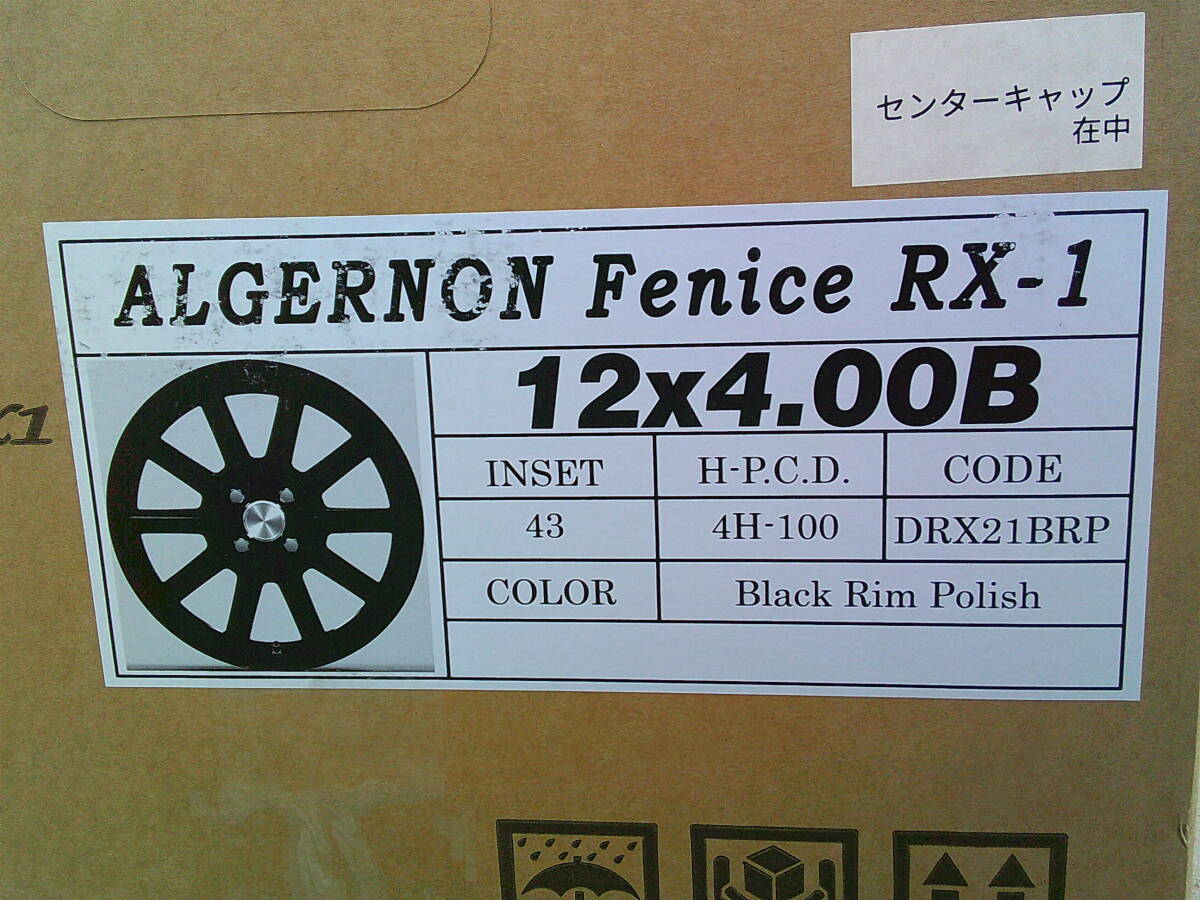 センターキャップ
在中
ALGERNON Fenice RX-1
12x4.00B
INSET H-P.C.D. CODE
43 4H-100 DRX21BRP
COLOR Black Rim Polish